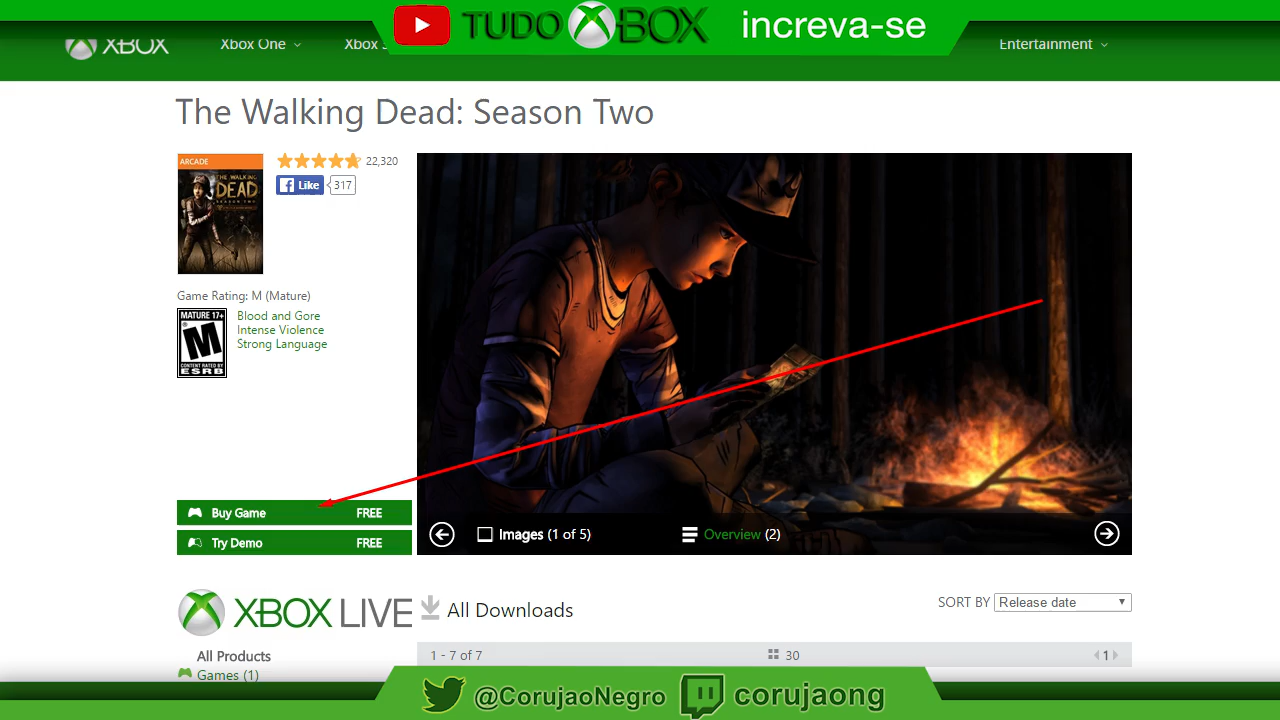 TUDO XBOX increva-se
XBOX
Xbox One
Entertainment
The Walking Dead: Season Two
ARCADE
THE WALKING
DEAD
SEASON TWO
22,320
Like
317
Game Rating: M (Mature)
MATURE 17+
M
CONTENT RATED BY
ESRB
Blood and Gore
Intense Violence
Strong Language
Buy Game FREE
Try Demo FREE
Images (1 of 5)
Overview (2)
XBOX LIVE
All Downloads
SORT BY Release date
All Products
Games (1)
1 - 7 of 7
30
1
@CorujaoNegro
corujaong